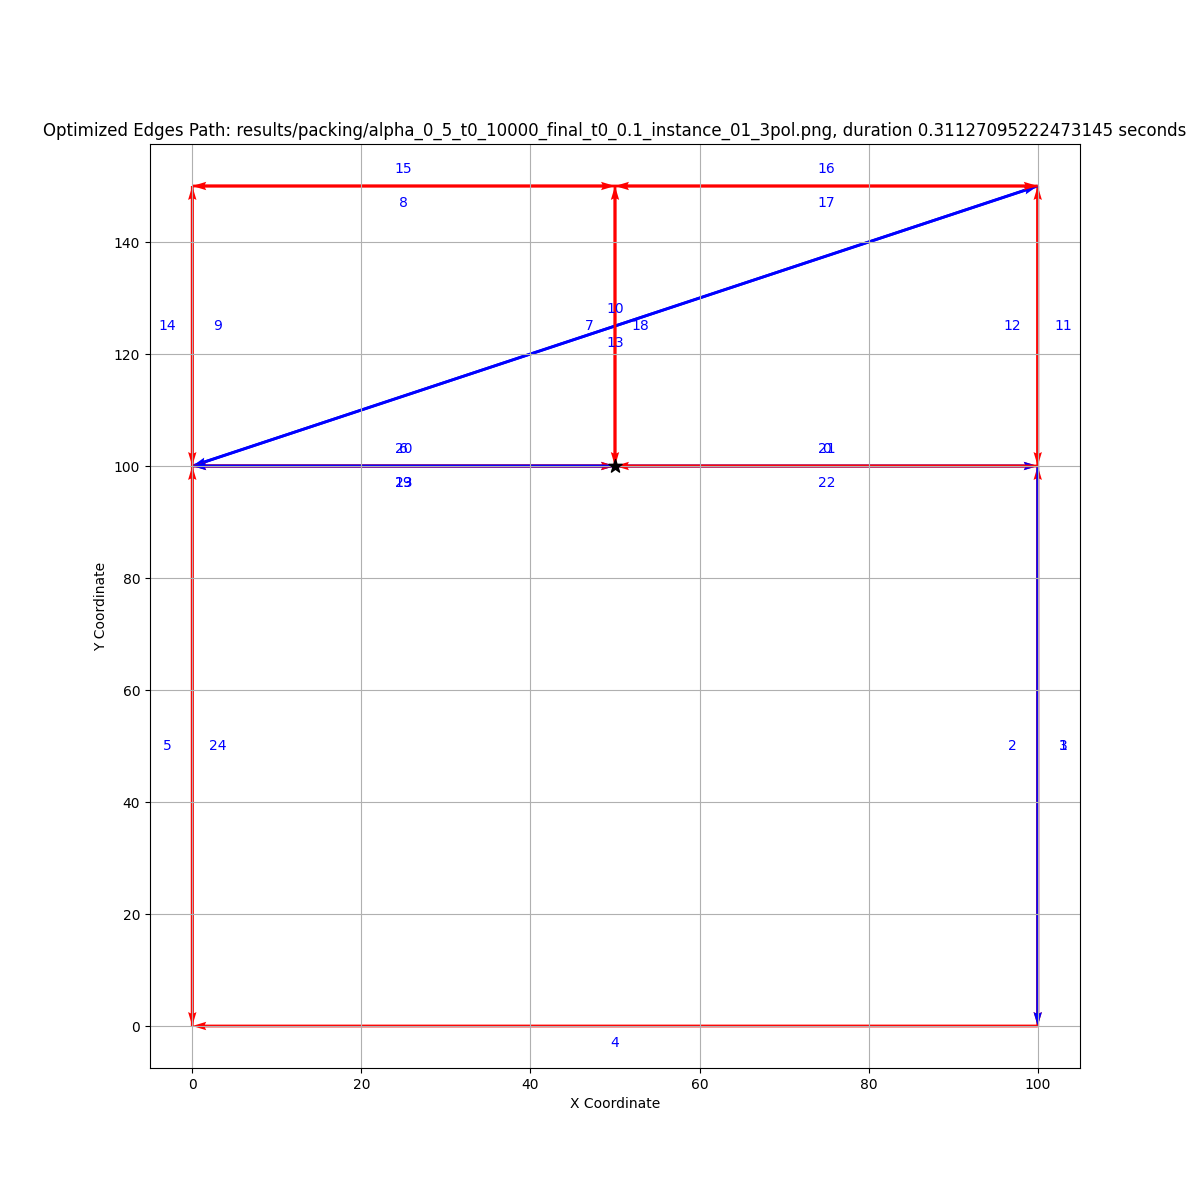 Optimized Edges Path: results/packing/alpha_0_5_t0_10000_final_t0_0.1_instance_01_3pol.png, duration 0.31127095222473145 seconds
15 16
8 17
140
10
14 9 7 18 12 11
13
120
100
22
80
Y Coordinate
60
5 24 2
40
20
0
4
0 20 40 60 80 100
X Coordinate